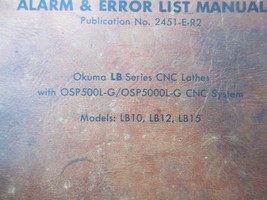 ALARM & ERROR LIST MANUAL
Publication No. 2451-E-R2
Okuma LB Series CNC Lathes
with OSP500L-G/OSP5000L-G CNC System
Models: LB10, LB12, LB15